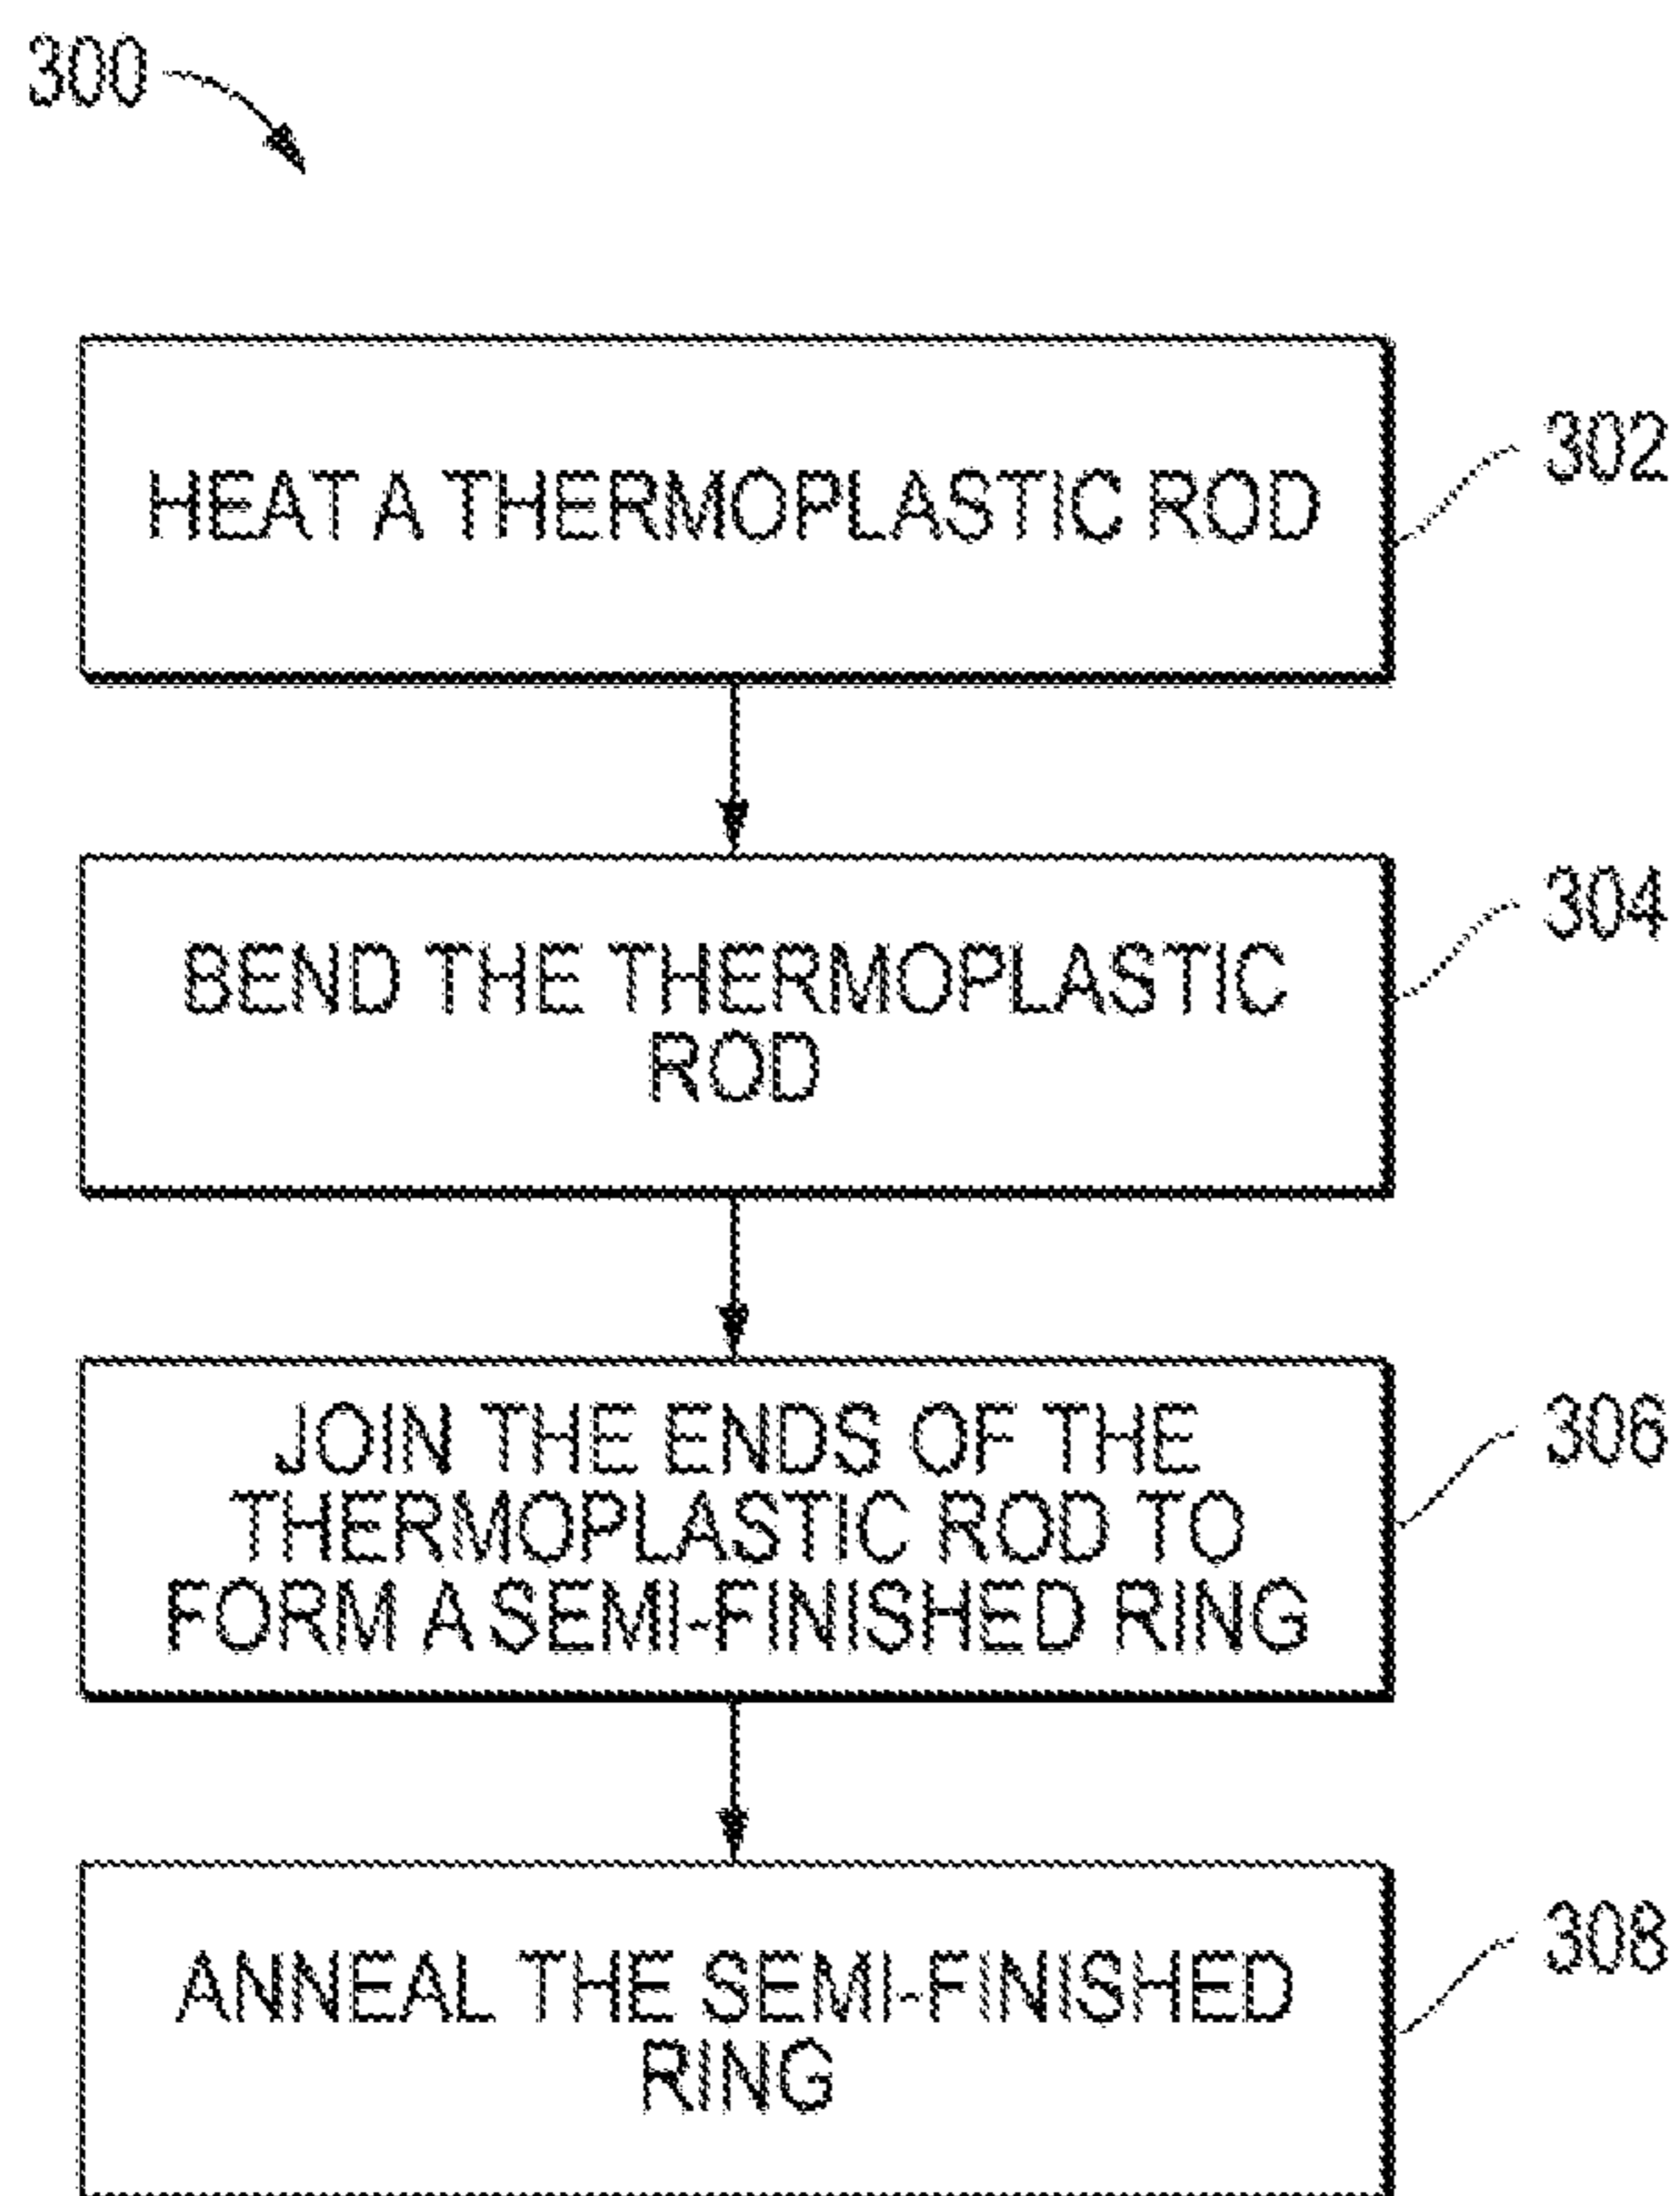 300
HEAT A THERMOPLASTIC ROD
302
BEND THE THERMOPLASTIC
ROD
304
JOIN THE ENDS OF THE
THERMOPLASTIC ROD TO
FORM A SEMI-FINISHED RING
306
ANNEAL THE SEMI-FINISHED
RING
308